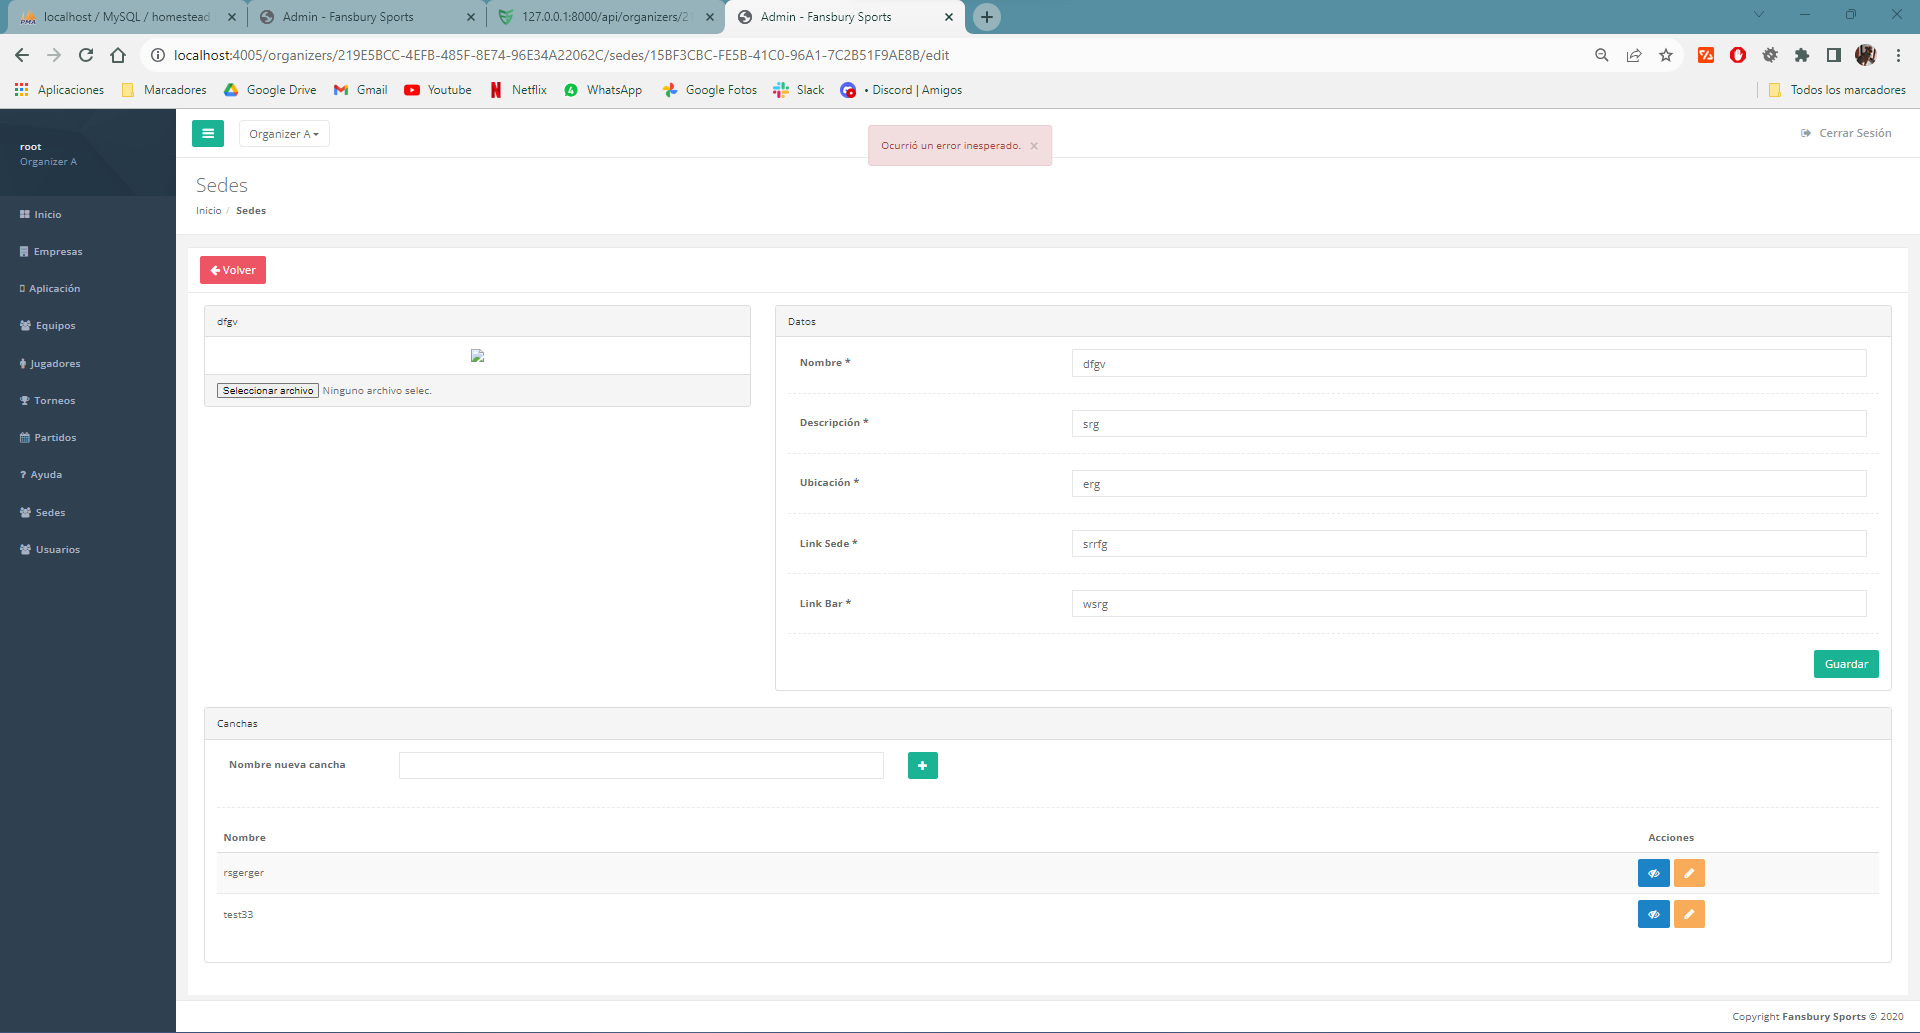 localhost / MySQL / homestead
Admin - Fansbury Sports
127.0.0.1:8000/api/organizers/21
Admin - Fansbury Sports
localhost:4005/organizers/219E5BCC-4EFB-485F-8E74-96E34A22062C/sedes/15BF3CBC-FE5B-41C0-96A1-7C2B51F9AE8B/edit
Aplicaciones
Marcadores
Google Drive
Gmail
Youtube
Netflix
WhatsApp
Google Fotos
Slack
• Discord | Amigos
Todos los marcadores
root
Organizer A
Organizer A
Ocurrió un error inesperado. ×
Cerrar Sesión
Sedes
Inicio / Sedes
Inicio
Empresas
Aplicación
Equipos
Jugadores
Torneos
Partidos
? Ayuda
Sedes
Usuarios
Volver
dfgv
Seleccionar archivo Ninguno archivo selec.
Datos
Nombre * dfgv
Descripción * srg
Ubicación * erg
Link Sede * srrfg
Link Bar * wsrg
Guardar
Canchas
Nombre nueva cancha
Nombre Acciones
rsgerger
test33
Copyright Fansbury Sports © 2020